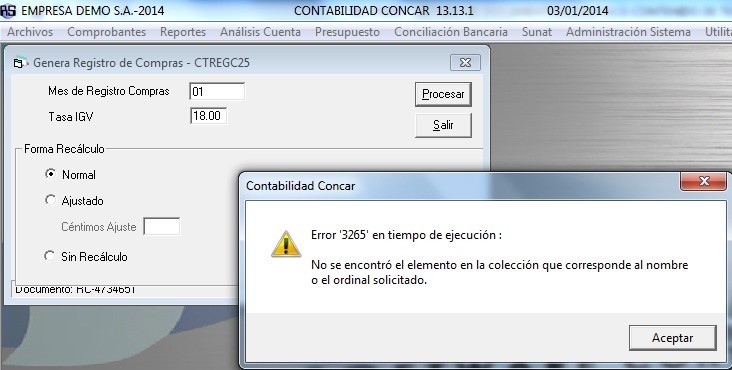 EMPRESA DEMO S.A.-2014 CONTABILIDAD CONCAR 13.13.1 03/01/2014
Archivos Comprobantes Reportes Análisis Cuenta Presupuesto Conciliación Bancaria Sunat Administración Sistema Utilita
Genera Registro de Compras - CTREGC25
Mes de Registro Compras 01
Procesar
Tasa IGV 18.00
Salir
Forma Recálculo
Normal
Ajustado
Céntimos Ajuste
Sin Recálculo
Documento: RC-4734651
Contabilidad Concar
Error '3265' en tiempo de ejecución :
No se encontró el elemento en la colección que corresponde al nombre
o el ordinal solicitado.
Aceptar